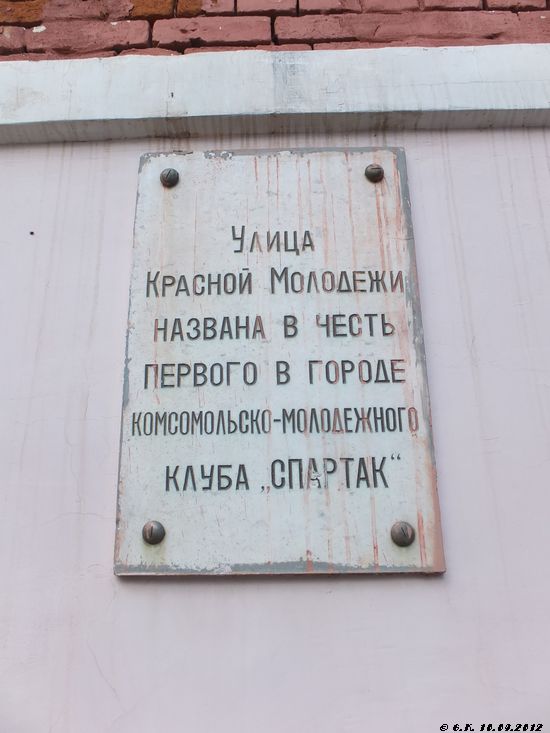 Улица
Красной Молодежи
названа в честь
первого в городе
комсомольско-молодежного
клуба „Спартак“
© G.K. 10.09.2012